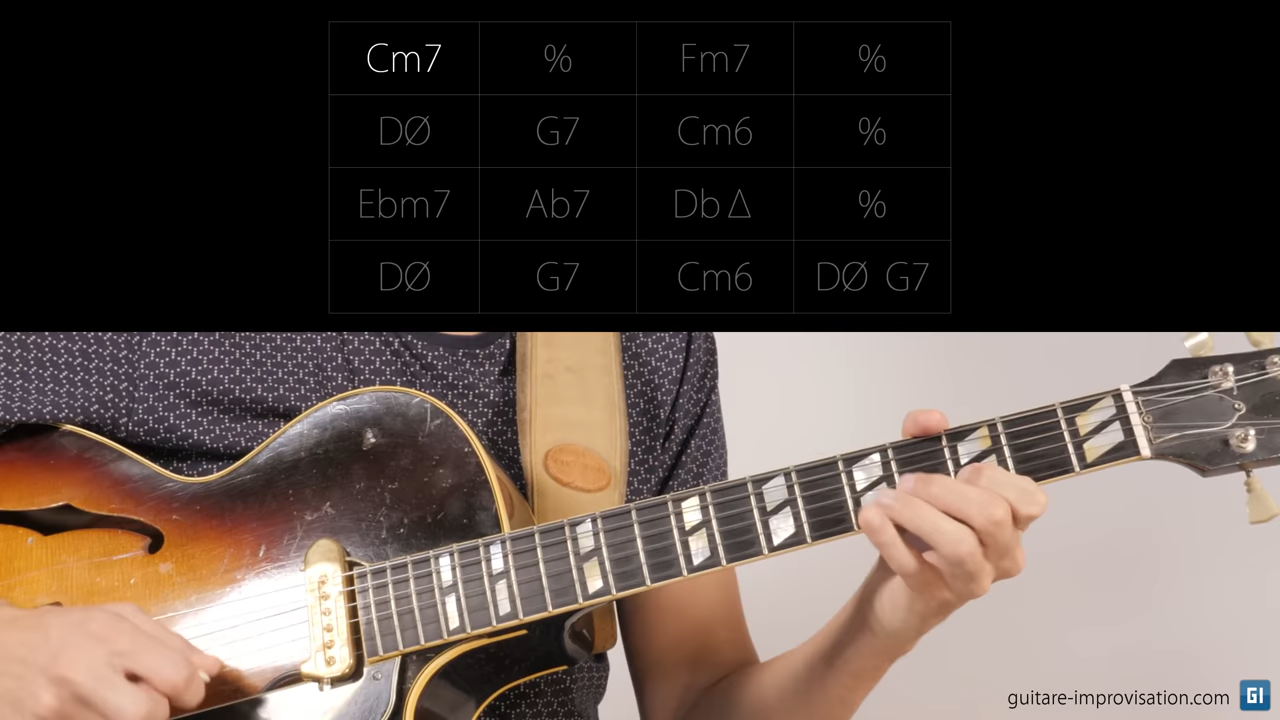 Cm7 % Fm7 %
DØ G7 Cm6 %
Ebm7 Ab7 Db Δ %
DØ G7 Cm6 DØ G7
guitare-improvisation.com GI